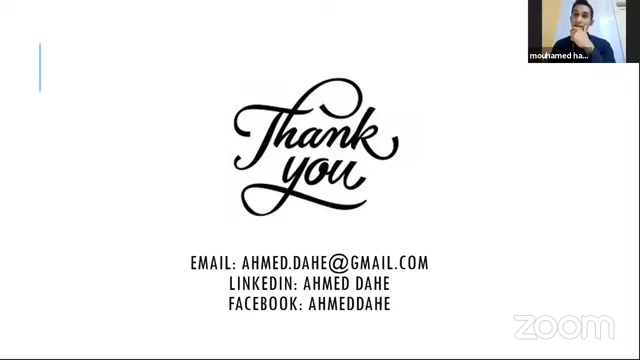 mouhamed ha...
Thank
you
EMAIL: AHMED.DAHE@GMAIL.COM
LINKEDIN: AHMED DAHE
FACEBOOK: AHMEDDAHE
zoom